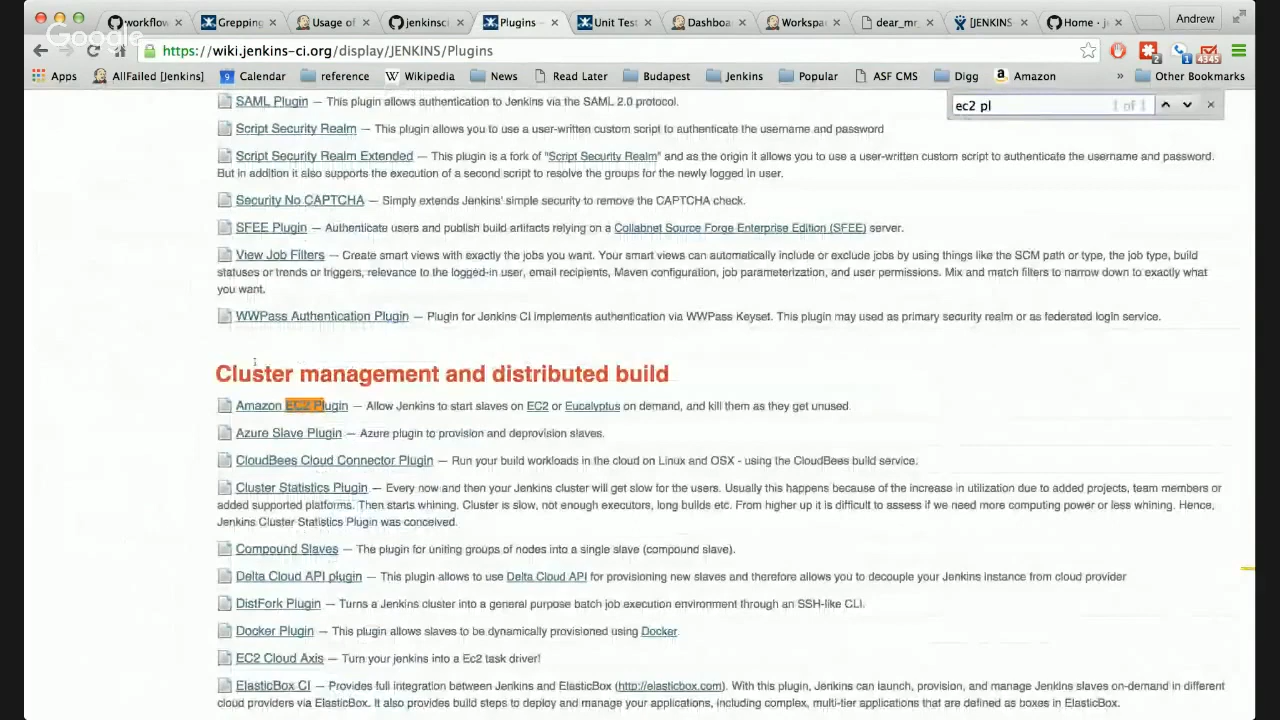 workflow
Grepping
Usage of
jenkinsc
Plugins -
Unit Test
Dashboa
Workspa
dear_mr
[JENKINS
Home · je
Andrew
Google
https://wiki.jenkins-ci.org/display/JENKINS/Plugins
2
1
4345
Apps
AllFailed [Jenkins]
9 Calendar
reference
W Wikipedia
News
Read Later
Budapest
Jenkins
Popular
ASF CMS
Digg
a Amazon
»
Other Bookmarks
ec2 pl 1 of 1
SAML Plugin — This plugin allows authentication to Jenkins via the SAML 2.0 protocol.
Script Security Realm — This plugin allows you to use a user-written custom script to authenticate the username and password
Script Security Realm Extended — This plugin is a fork of "Script Security Realm" and as the origin it allows you to use a user-written custom script to authenticate the username and password.
But in addition it also supports the execution of a second script to resolve the groups for the newly logged in user.
Security No CAPTCHA — Simply extends Jenkins' simple security to remove the CAPTCHA check.
SFEE Plugin — Authenticate users and publish build artifacts relying on a Collabnet Source Forge Enterprise Edition (SFEE) server.
View Job Filters — Create smart views with exactly the jobs you want. Your smart views can automatically include or exclude jobs by using things like the SCM path or type, the job type, build
statuses or trends or triggers, relevance to the logged-in user, email recipients, Maven configuration, job parameterization, and user permissions. Mix and match filters to narrow down to exactly what
you want.
WWPass Authentication Plugin — Plugin for Jenkins CI implements authentication via WWPass Keyset. This plugin may used as primary security realm or as federated login service.
Cluster management and distributed build
Amazon EC2 Plugin — Allow Jenkins to start slaves on EC2 or Eucalyptus on demand, and kill them as they get unused.
Azure Slave Plugin — Azure plugin to provision and deprovision slaves.
CloudBees Cloud Connector Plugin — Run your build workloads in the cloud on Linux and OSX - using the CloudBees build service.
Cluster Statistics Plugin — Every now and then your Jenkins cluster will get slow for the users. Usually this happens because of the increase in utilization due to added projects, team members or
added supported platforms. Then starts whining. Cluster is slow, not enough executors, long builds etc. From higher up it is difficult to assess if we need more computing power or less whining. Hence,
Jenkins Cluster Statistics Plugin was conceived.
Compound Slaves — The plugin for uniting groups of nodes into a single slave (compound slave).
Delta Cloud API plugin — This plugin allows to use Delta Cloud API for provisioning new slaves and therefore allows you to decouple your Jenkins instance from cloud provider
DistFork Plugin — Turns a Jenkins cluster into a general purpose batch job execution environment through an SSH-like CLI.
Docker Plugin — This plugin allows slaves to be dynamically provisioned using Docker.
EC2 Cloud Axis — Turn your jenkins into a Ec2 task driver!
ElasticBox CI — Provides full integration between Jenkins and ElasticBox (http://elasticbox.com). With this plugin, Jenkins can launch, provision, and manage Jenkins slaves on-demand in different
cloud providers via ElasticBox. It also provides build steps to deploy and manage your applications, including complex, multi-tier applications that are defined as boxes in ElasticBox.